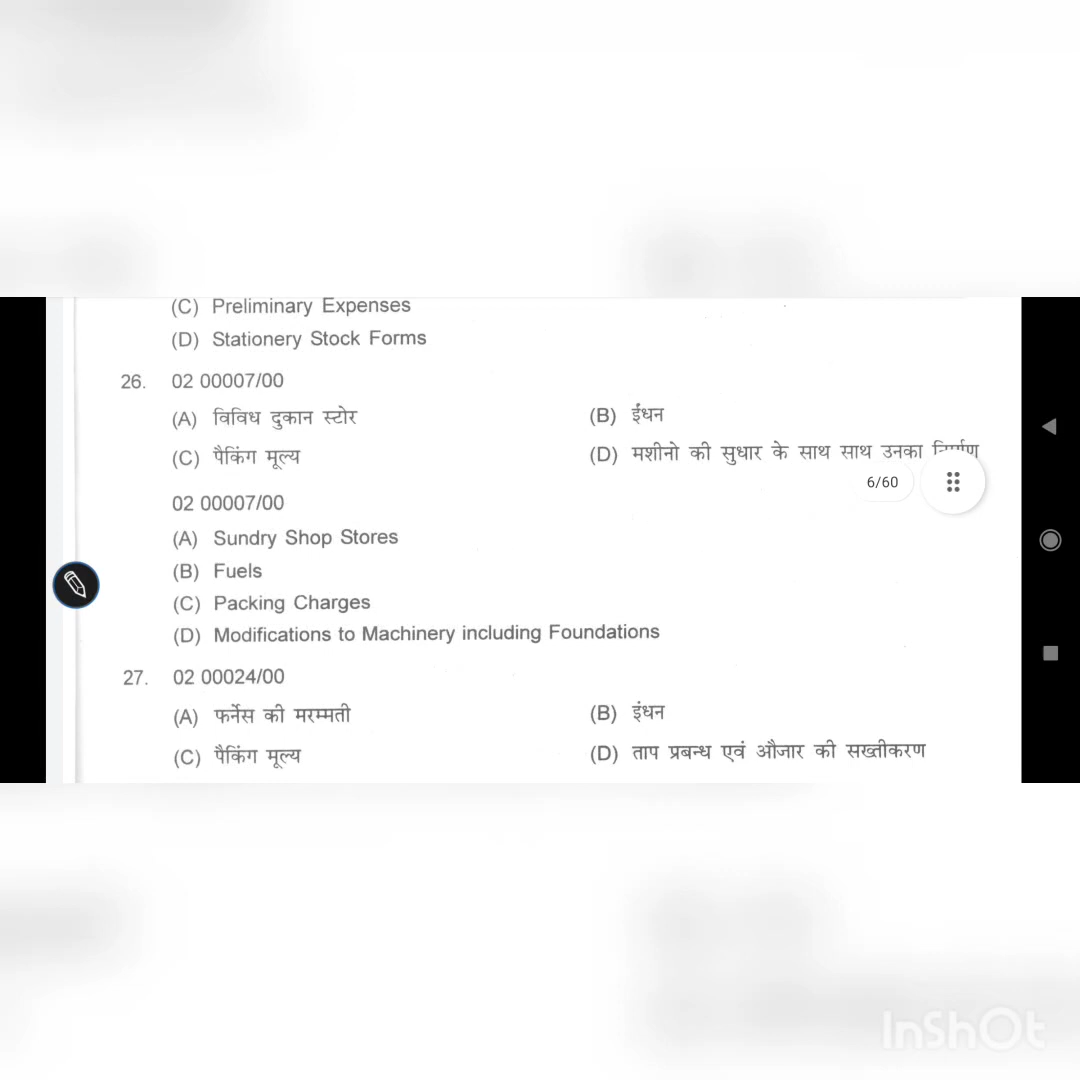 (C) Preliminary Expenses
(D) Stationery Stock Forms
26. 02 00007/00
(A) विविध दुकान स्टोर (B) ईंधन
(C) पैकिंग मूल्य (D) मशीनो की सुधार के साथ साथ उनका
6/60
02 00007/00
(A) Sundry Shop Stores
(B) Fuels
(C) Packing Charges
(D) Modifications to Machinery including Foundations
27. 02 00024/00
(A) फर्नेस की मरम्मती (B) इंधन
(C) पैकिंग मूल्य (D) ताप प्रबन्ध एवं औजार की सख्तीकरण
InShOt